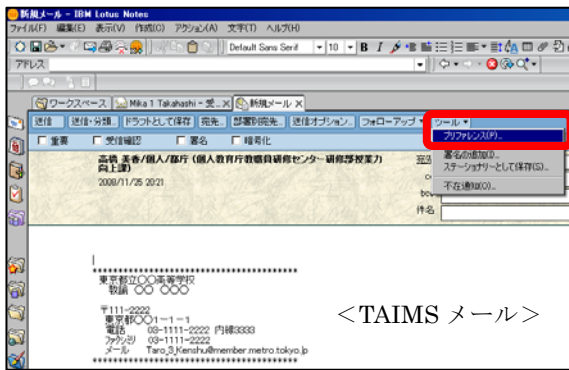 新規メール - IBM Lotus Notes
ファイル(F) 編集(E) 表示(V) 作成(C) アクション(A) 文字(T) ヘルプ(H)
Default Sans Serif 10 B I
アドレス
ワークスペース Mika 1 Takahashi - 受... 新規メール
送信 送信・分類... ドラフトとして保存 宛先... 部署別宛先... 送信オプション... フォローアップ ツール
重要 受信確認 署名 暗号化
プリファレンス(P)...
署名の追加(I)...
ステーショナリーとして保存(S)...
不在通知(O)...
高橋 美香/個人/都庁 (個人教育庁教職員研修センター研修部授業力向上課)
2008/11/25 20:21
宛先
bcc
件名
****************************************
東京都立〇〇高等学校
教諭 〇〇 〇〇〇
〒111-2222
東京都〇〇1-1-1
電話 03-1111-2222 内線3333
ファクシミリ 03-1111-2222
メール Taro_3_Kenshu@member.metro.tokyo.jp
****************************************
＜TAIMS メール＞